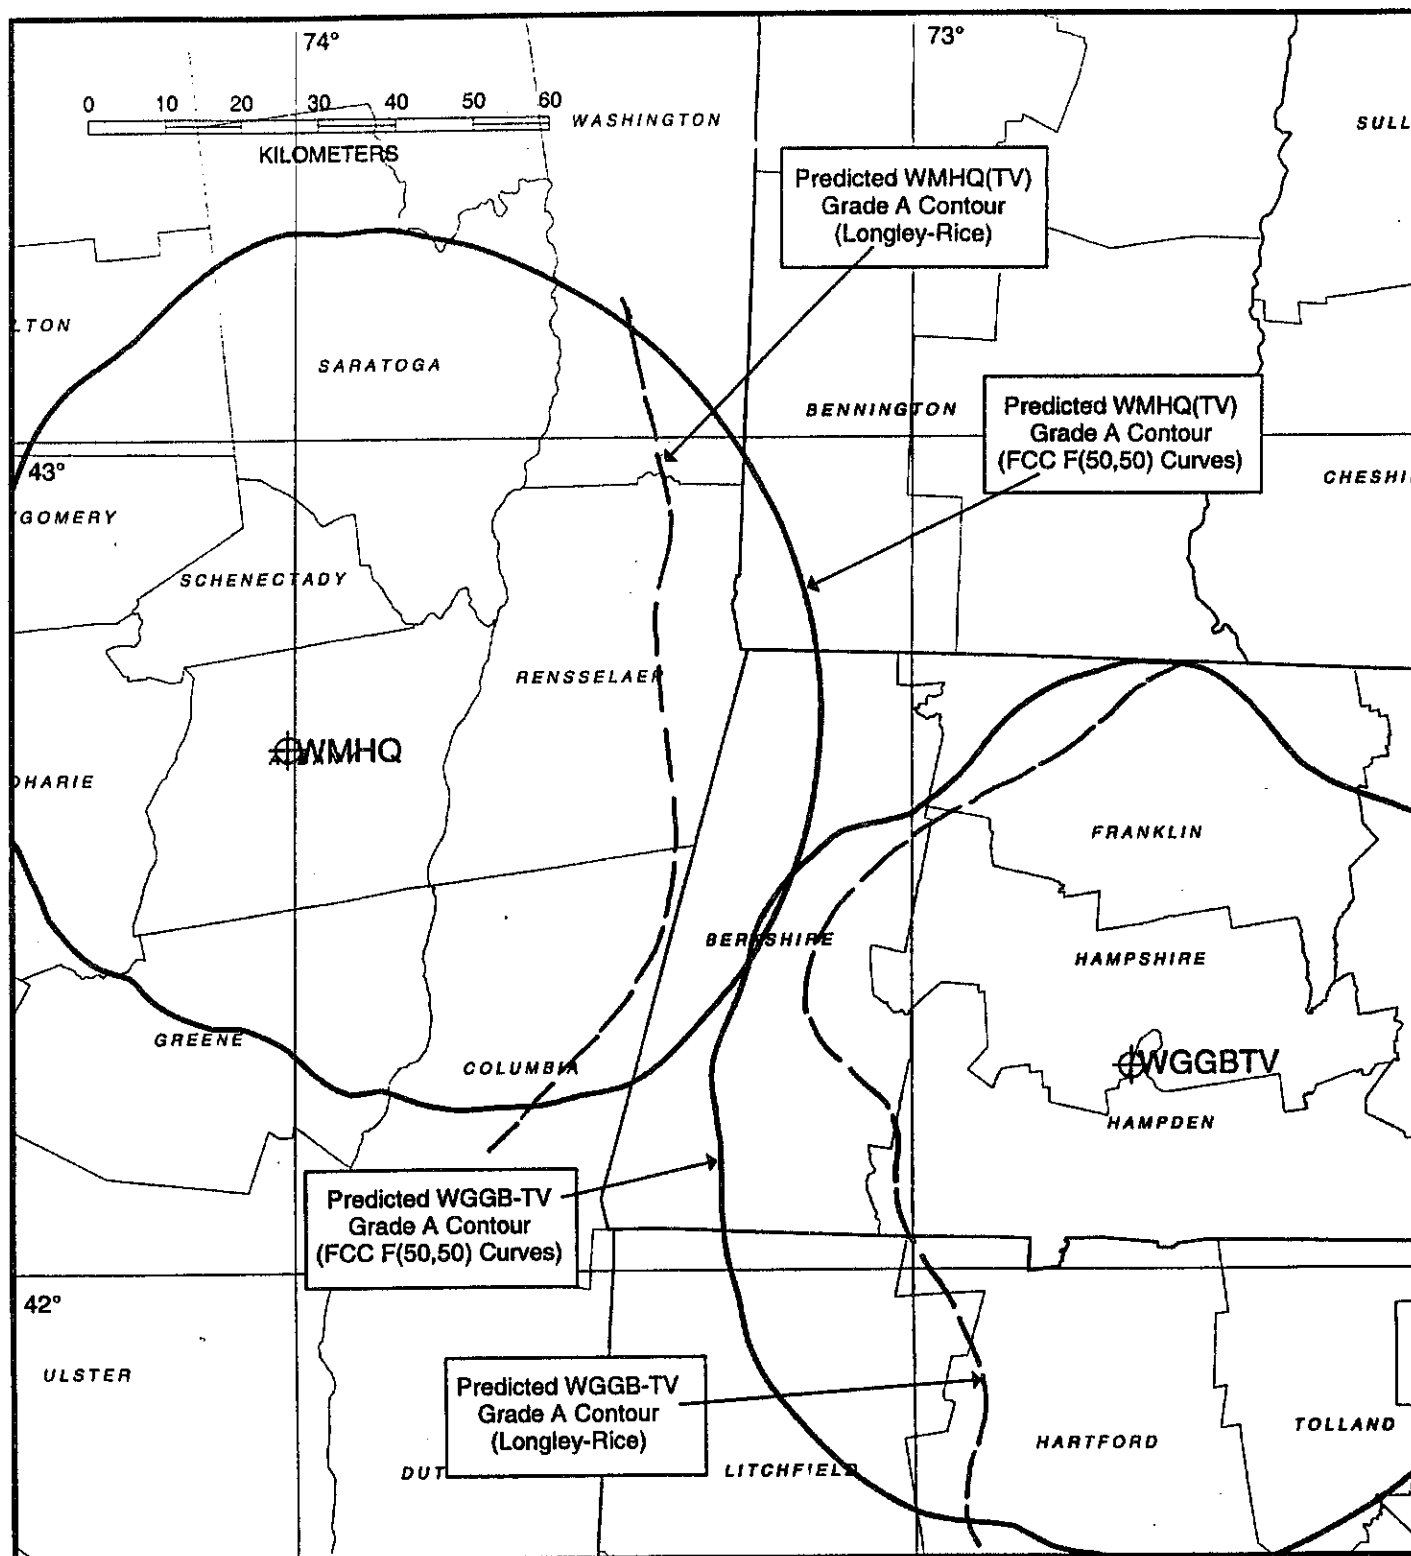 74°
73°
0 10 20 30 40 50 60
KILOMETERS
WASHINGTON
SULL
Predicted WMHQ(TV)
Grade A Contour
(Longley-Rice)
LTON
SARATOGA
BENNINGTON
Predicted WMHQ(TV)
Grade A Contour
(FCC F(50,50) Curves)
43°
CHESHI
GOMERY
SCHENECTADY
RENSSELAER
WMHQ
OHARIE
FRANKLIN
BERKSHIRE
HAMPSHIRE
GREENE
COLUMBIA
WGGBTV
HAMPDEN
Predicted WGGB-TV
Grade A Contour
(FCC F(50,50) Curves)
42°
ULSTER
Predicted WGGB-TV
Grade A Contour
(Longley-Rice)
DUT
LITCHFIELD
HARTFORD
TOLLAND